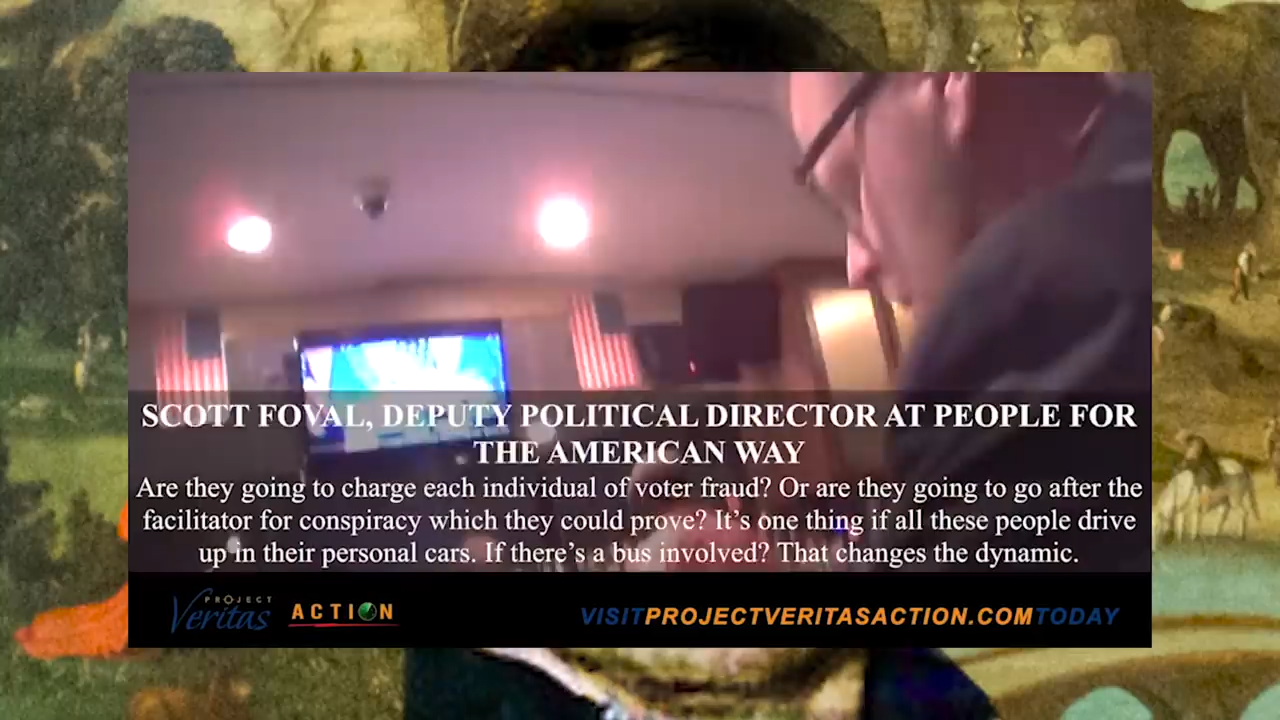 SCOTT FOVAL, DEPUTY POLITICAL DIRECTOR AT PEOPLE FOR
THE AMERICAN WAY
Are they going to charge each individual of voter fraud? Or are they going to go after the
facilitator for conspiracy which they could prove? It's one thing if all these people drive
up in their personal cars. If there's a bus involved? That changes the dynamic.
PROJECT
Veritas ACTION
VISITPROJECTVERITASACTION.COMTODAY